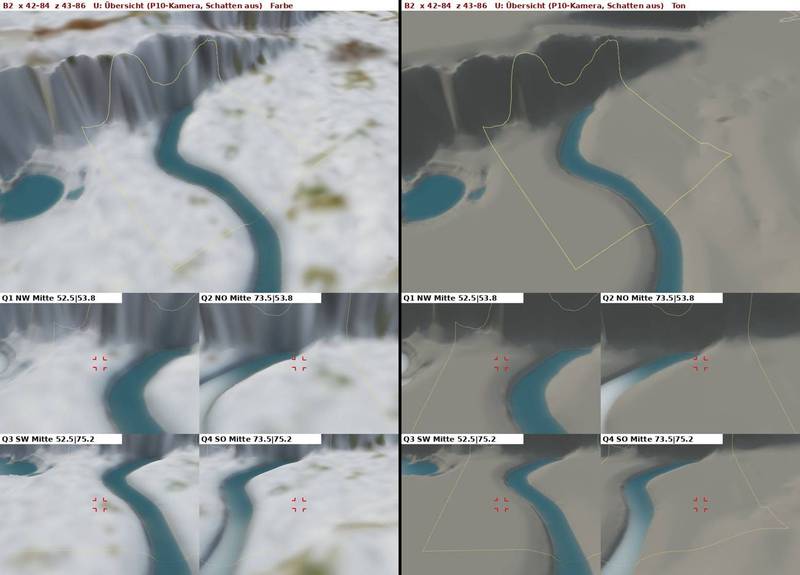 B2 x 42-84 z 43-86 U: Übersicht (P10-Kamera, Schatten aus) Farbe
B2 x 42-84 z 43-86 U: Übersicht (P10-Kamera, Schatten aus) Ton
Q1 NW Mitte 52.5|53.8
Q2 NO Mitte 73.5|53.8
Q1 NW Mitte 52.5|53.8
Q2 NO Mitte 73.5|53.8
Q3 SW Mitte 52.5|75.2
Q4 SO Mitte 73.5|75.2
Q3 SW Mitte 52.5|75.2
Q4 SO Mitte 73.5|75.2